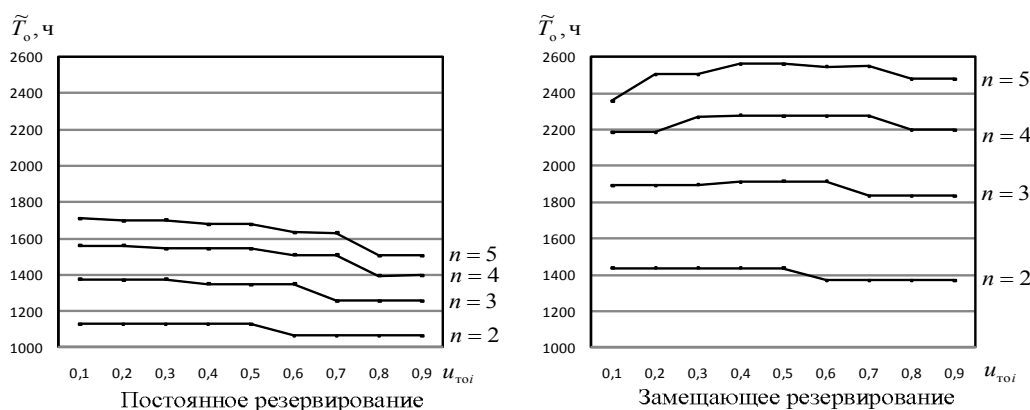 T̃о, ч
2600
2400
2200
2000
1800
1600
1400
1200
1000
n = 5
n = 4
n = 3
n = 2
0,1 0,2 0,3 0,4 0,5 0,6 0,7 0,8 0,9 uтоi
Постоянное резервирование
T̃о, ч
2600
2400
2200
2000
1800
1600
1400
1200
1000
n = 5
n = 4
n = 3
n = 2
0,1 0,2 0,3 0,4 0,5 0,6 0,7 0,8 0,9 uтоi
Замещающее резервирование